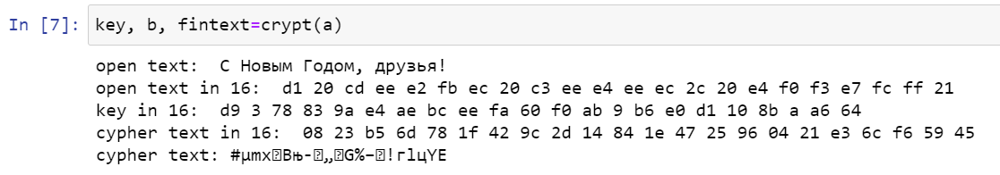 In [7]: key, b, fintext=crypt(a)
open text:  С Новым Годом, друзья!
open text in 16:  d1 20 cd ee e2 fb ec 20 c3 ee e4 ee ec 2c 20 e4 f0 f3 e7 fc ff 21
key in 16:  d9 3 78 83 9a e4 ae bc ee fa 60 f0 ab 9 b6 e0 d1 10 8b a a6 64
cypher text in 16:  08 23 b5 6d 78 1f 42 9c 2d 14 84 1e 47 25 96 04 21 e3 6c f6 59 45
cypher text: #µmx�Bњ-�„�G%–�!гlцYE